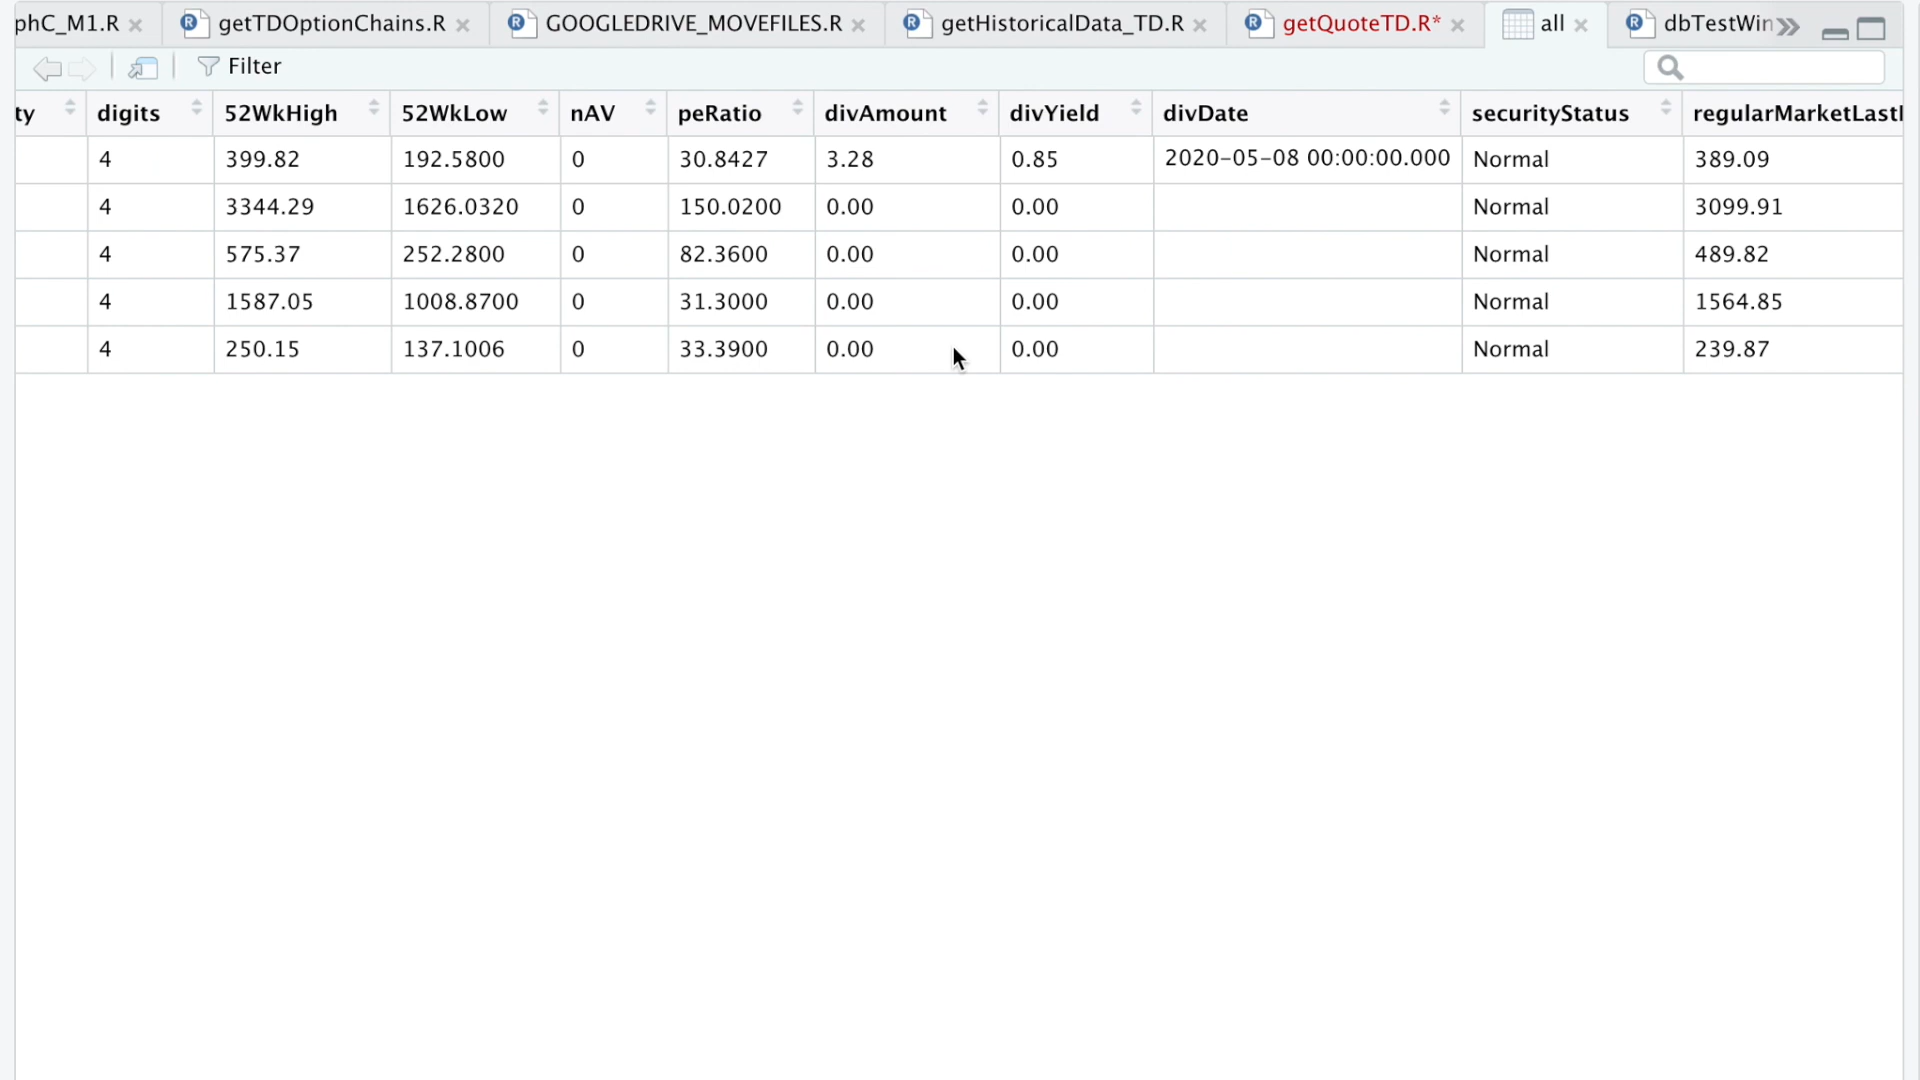 phC_M1.R getTDOptionChains.R GOOGLEDRIVE_MOVEFILES.R getHistoricalData_TD.R getQuoteTD.R* all dbTestWin
Filter
ty digits 52WkHigh 52WkLow nAV peRatio divAmount divYield divDate securityStatus regularMarketLastI
4 399.82 192.5800 0 30.8427 3.28 0.85 2020-05-08 00:00:00.000 Normal 389.09
4 3344.29 1626.0320 0 150.0200 0.00 0.00 Normal 3099.91
4 575.37 252.2800 0 82.3600 0.00 0.00 Normal 489.82
4 1587.05 1008.8700 0 31.3000 0.00 0.00 Normal 1564.85
4 250.15 137.1006 0 33.3900 0.00 0.00 Normal 239.87